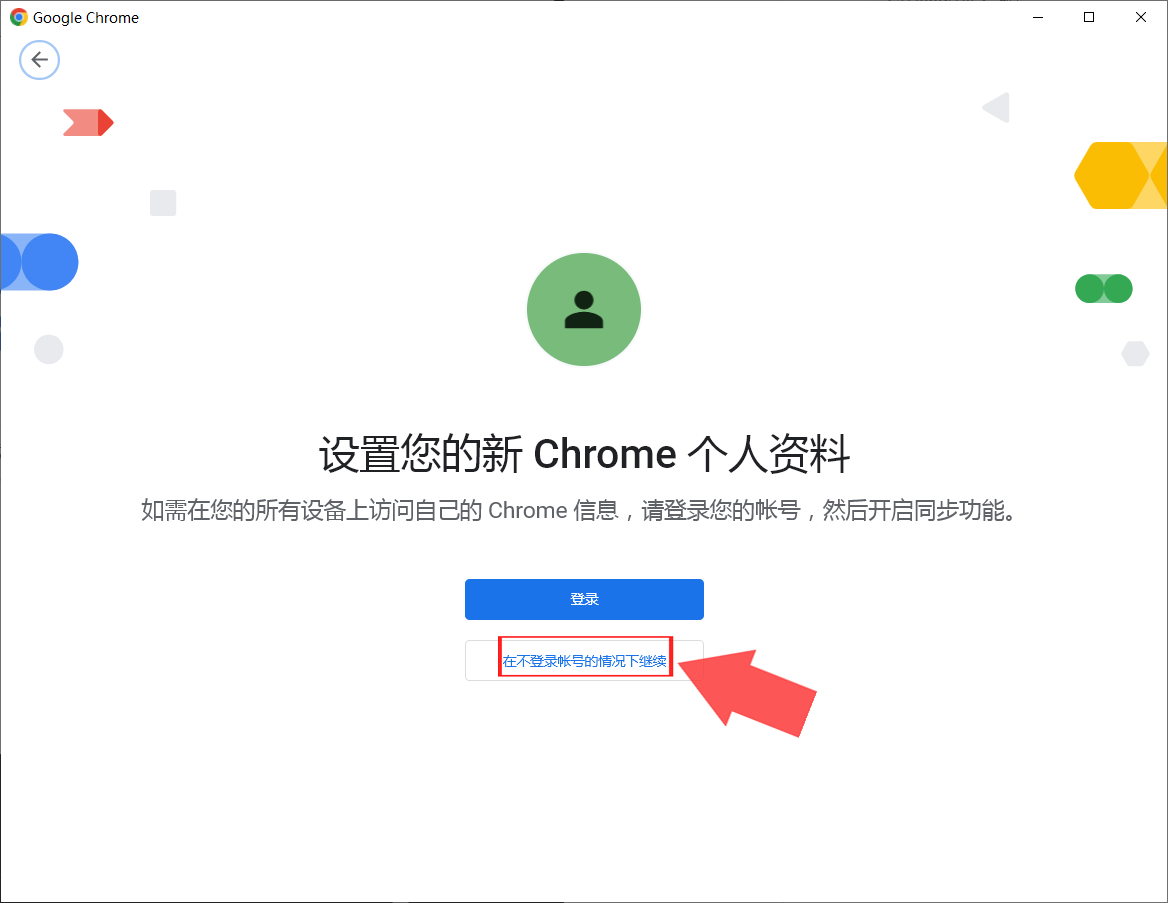 Google Chrome
设置您的新 Chrome 个人资料
如需在您的所有设备上访问自己的 Chrome 信息，请登录您的帐号，然后开启同步功能。
登录
在不登录帐号的情况下继续